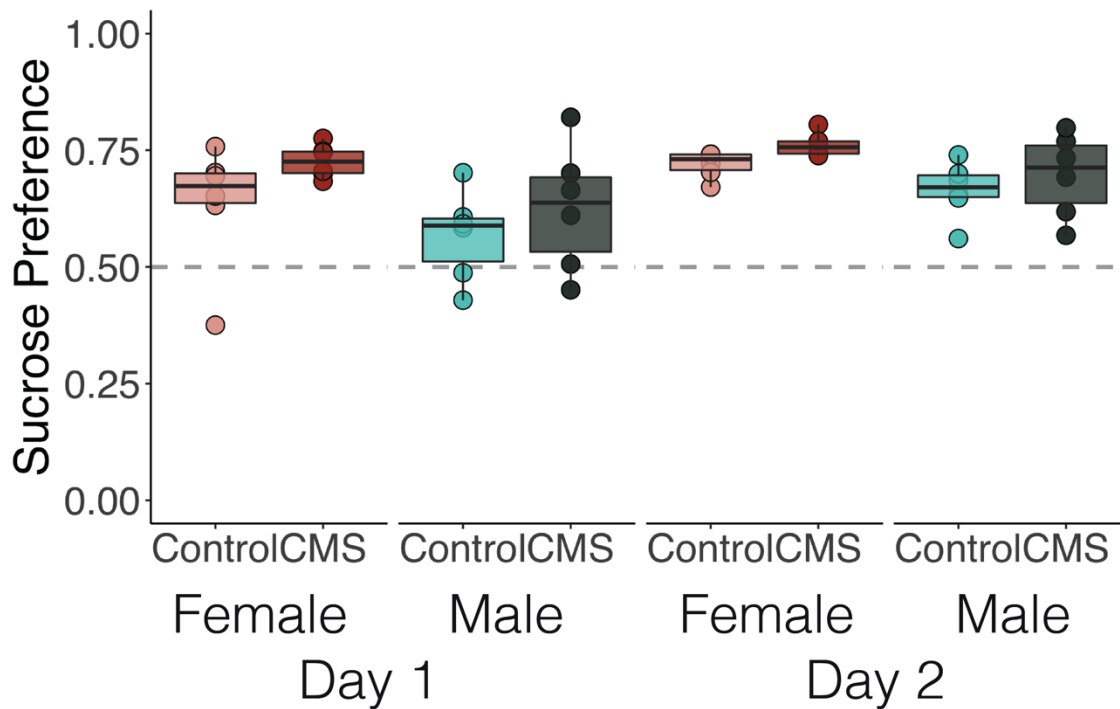 Sucrose Preference
1.00
0.75
0.50
0.25
0.00
ControlCMS ControlCMS ControlCMS ControlCMS
Female Male Female Male
Day 1 Day 2